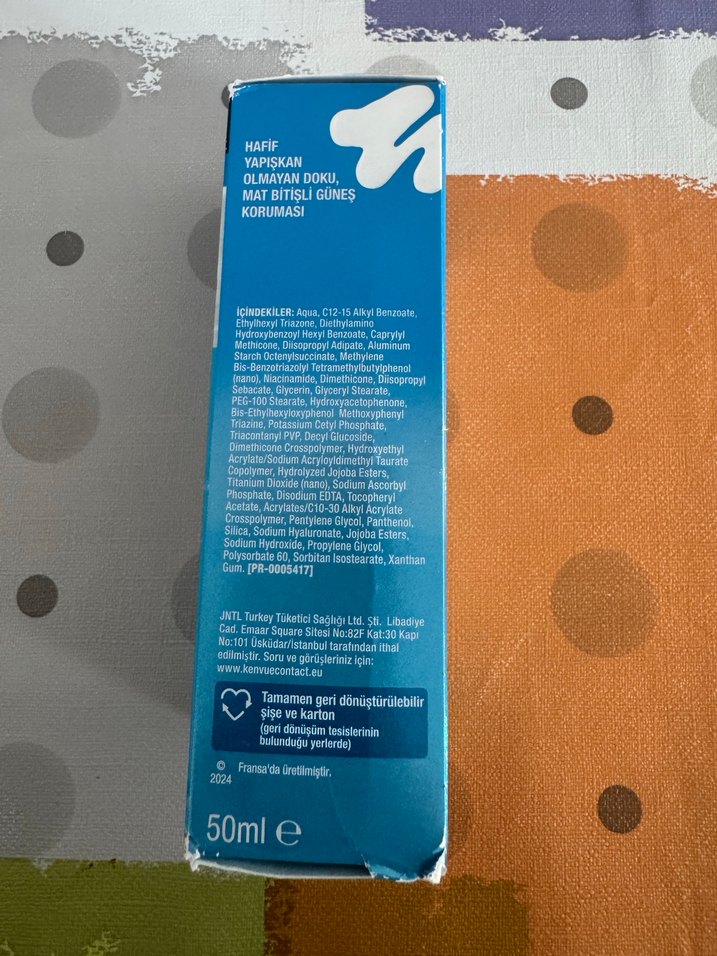 HAFİF
YAPIŞKAN
OLMAYAN DOKU,
MAT BİTİŞLİ GÜNEŞ
KORUMASI
İÇİNDEKİLER: Aqua, C12-15 Alkyl Benzoate,
Ethylhexyl Triazone, Diethylamino
Hydroxybenzoyl Hexyl Benzoate, Caprylyl
Methicone, Diisopropyl Adipate, Aluminum
Starch Octenylsuccinate, Methylene
Bis-Benzotriazolyl Tetramethylbutylphenol
(nano), Niacinamide, Dimethicone, Diisopropyl
Sebacate, Glycerin, Glyceryl Stearate,
PEG-100 Stearate, Hydroxyacetophenone,
Bis-Ethylhexyloxyphenol Methoxyphenyl
Triazine, Potassium Cetyl Phosphate,
Triacontanyl PVP, Decyl Glucoside,
Dimethicone Crosspolymer, Hydroxyethyl
Acrylate/Sodium Acryloyldimethyl Taurate
Copolymer, Hydrolyzed Jojoba Esters,
Titanium Dioxide (nano), Sodium Ascorbyl
Phosphate, Disodium EDTA, Tocopheryl
Acetate, Acrylates/C10-30 Alkyl Acrylate
Crosspolymer, Pentylene Glycol, Panthenol,
Silica, Sodium Hyaluronate, Jojoba Esters,
Sodium Hydroxide, Propylene Glycol,
Polysorbate 60, Sorbitan Isostearate, Xanthan
Gum. [PR-0005417]
JNTL Turkey Tüketici Sağlığı Ltd. Şti. Libadiye
Cad. Emaar Square Sitesi No:82F Kat:30 Kapı
No:101 Üsküdar/İstanbul tarafından ithal
edilmiştir. Soru ve görüşleriniz için:
www.kenvuecontact.eu
Tamamen geri dönüştürülebilir
şişe ve karton
(geri dönüşüm tesislerinin
bulunduğu yerlerde)
© Fransa'da üretilmiştir.
2024
50ml e